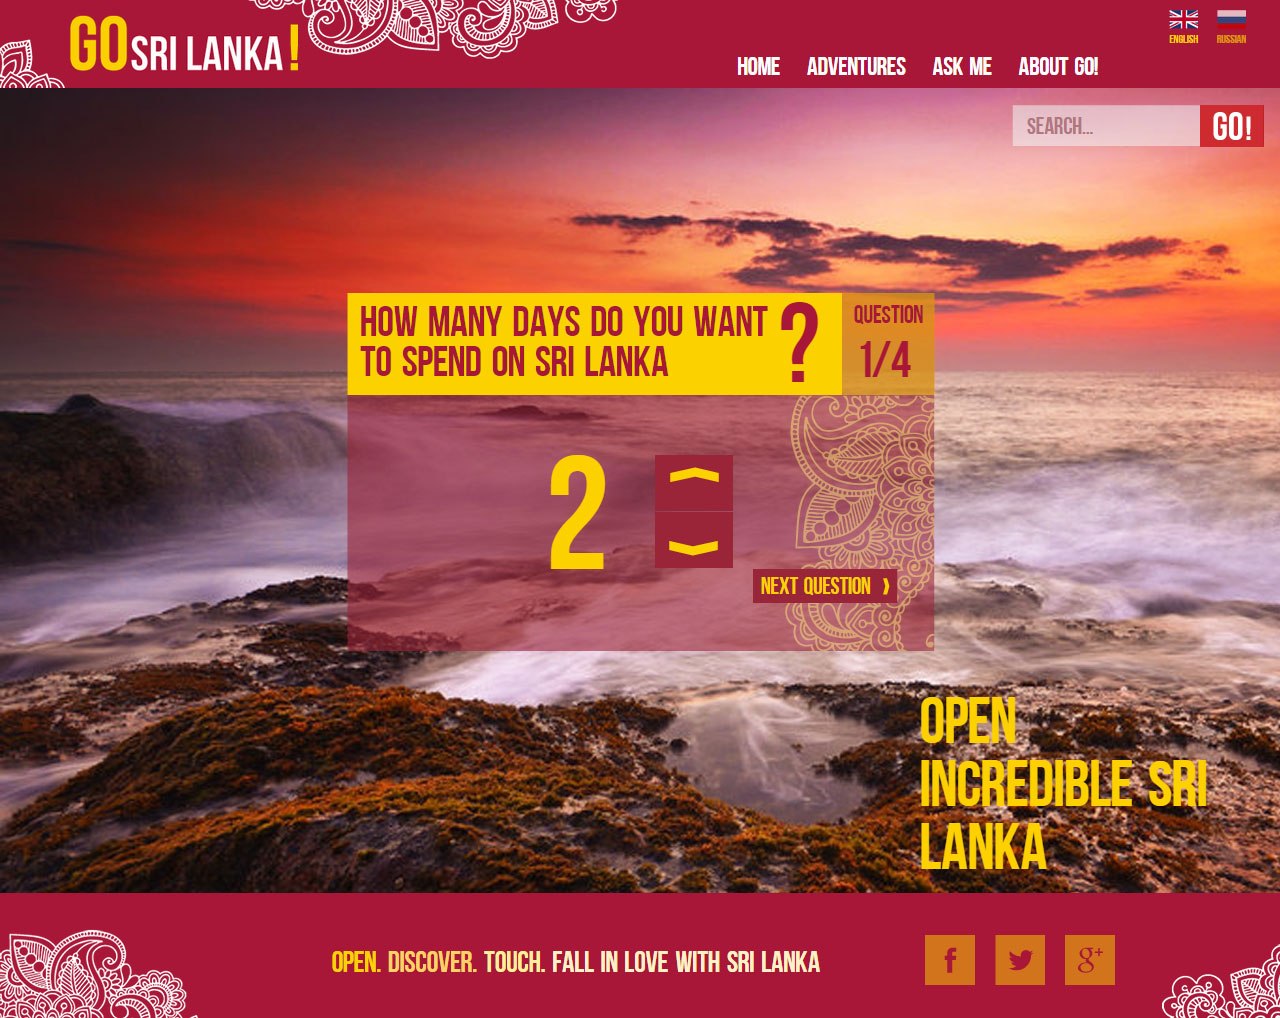 GO SRI LANKA!
ENGLISH
RUSSIAN
HOME ADVENTURES ASK ME ABOUT GO!
SEARCH...
GO!
HOW MANY DAYS DO YOU WANT
TO SPEND ON SRI LANKA
?
QUESTION
1/4
2
NEXT QUESTION
OPEN
INCREDIBLE SRI
LANKA
OPEN. DISCOVER. TOUCH. FALL IN LOVE WITH SRI LANKA
f
g+